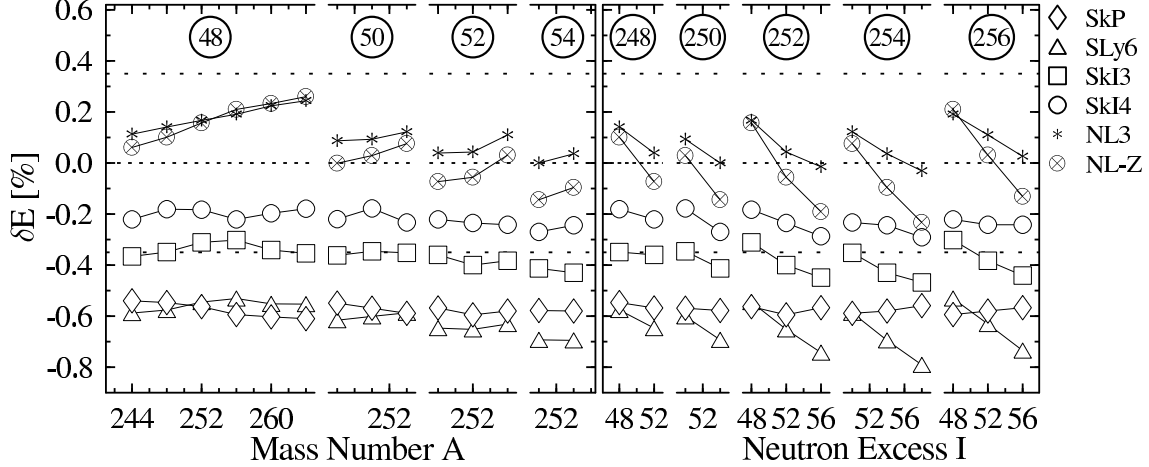 0.6
0.4
0.2
0.0
-0.2
-0.4
-0.6
-0.8
δE [%]
48 50 52 54 248 250 252 254 256
SkP
SLy6
SkI3
SkI4
NL3
NL-Z
244 252 260 252 252 252 48 52 52 48 52 56 52 56 48 52 56
Mass Number A
Neutron Excess I